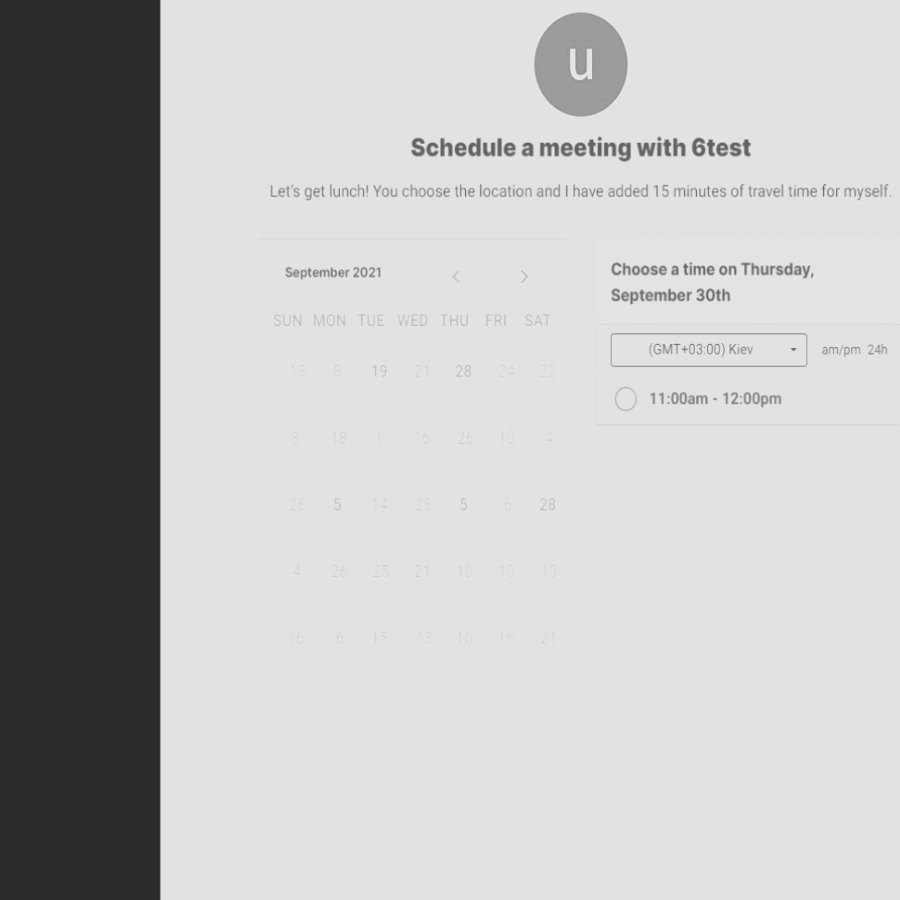 u
Schedule a meeting with 6test
Let's get lunch! You choose the location and I have added 15 minutes of travel time for myself.
September 2021
SUN MON TUE WED THU FRI SAT
13 8 19 21 28 24 22
8 18 1 16 26 10 4
26 5 14 25 5 6 28
4 26 25 21 10 10 10
16 6 15 13 10 16 21
Choose a time on Thursday,
September 30th
(GMT+03:00) Kiev am/pm 24h
11:00am - 12:00pm